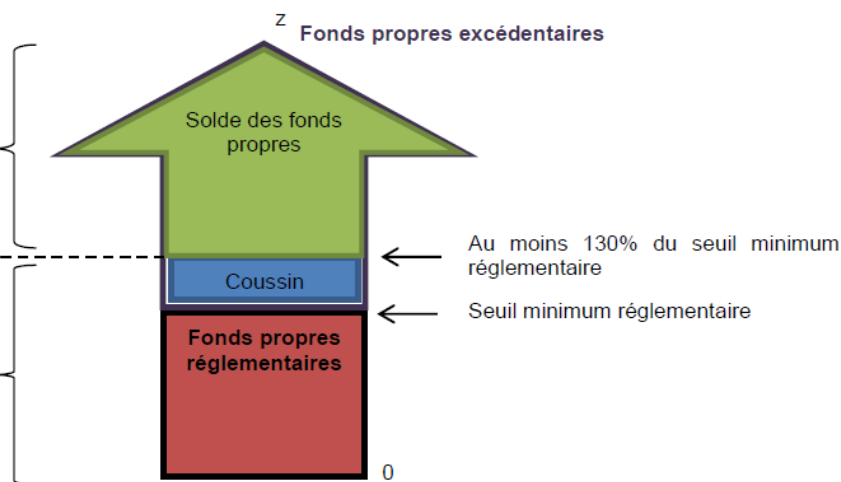 z
Fonds propres excédentaires
Solde des fonds
propres
Au moins 130% du seuil minimum
réglementaire
Coussin
Seuil minimum réglementaire
Fonds propres
réglementaires
0